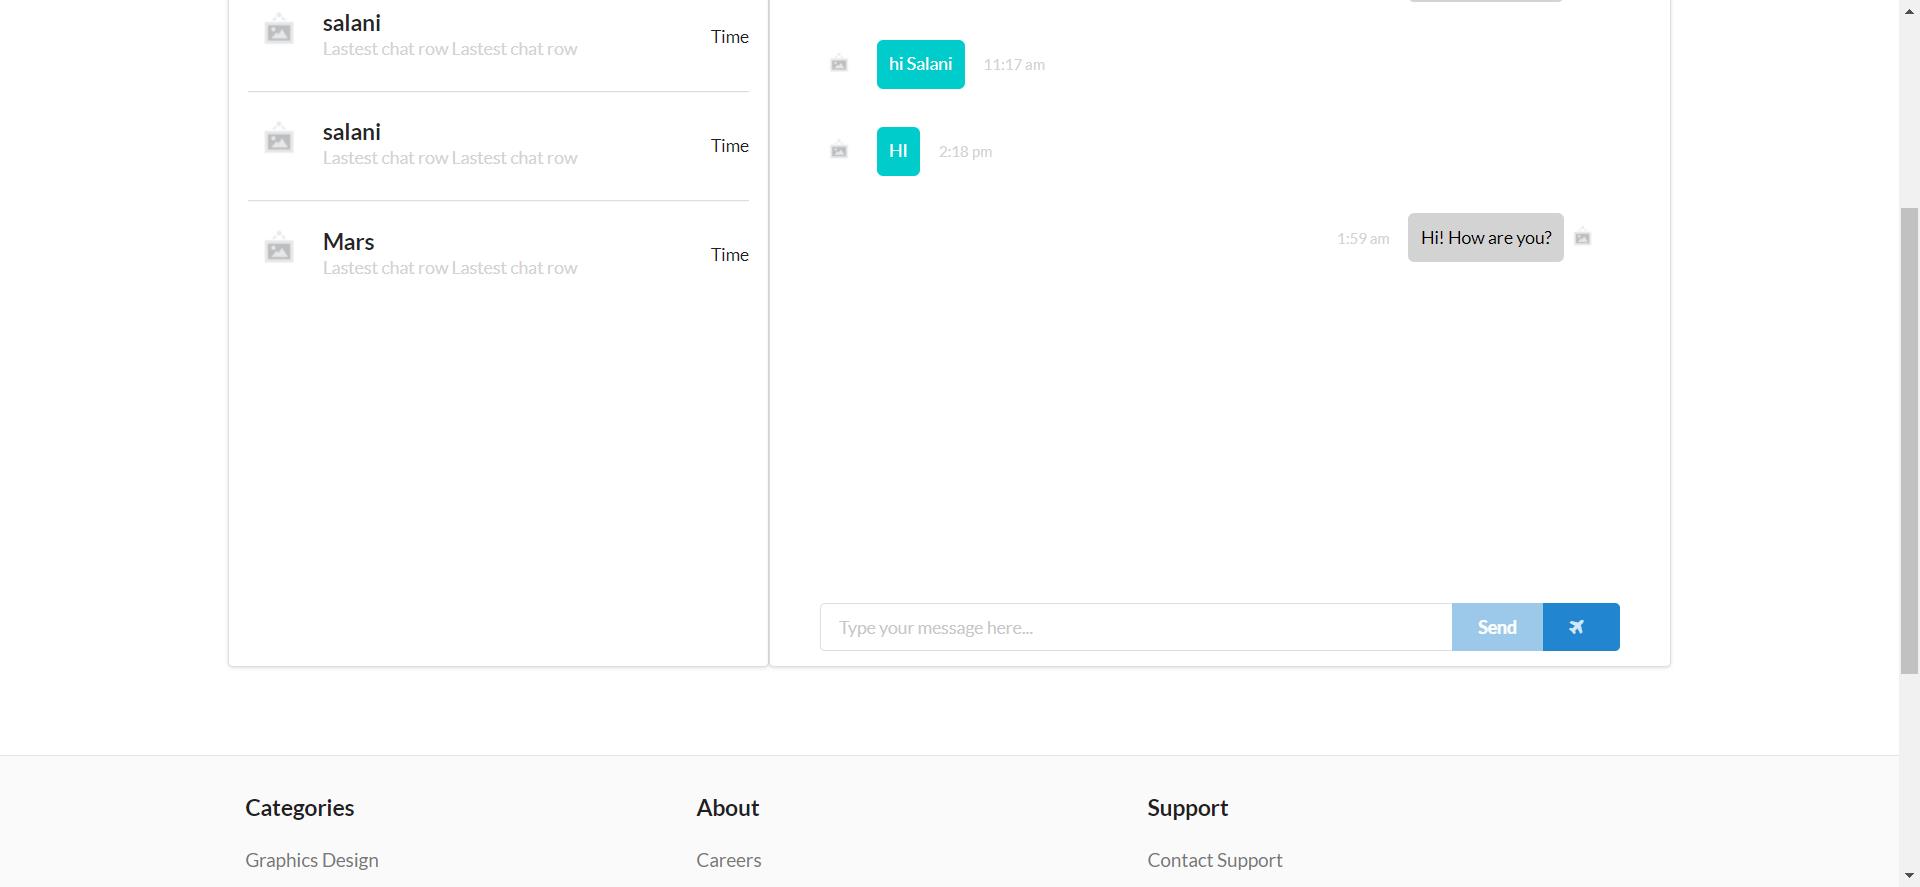 salani
Lastest chat row Lastest chat row
Time
salani
Lastest chat row Lastest chat row
Time
Mars
Lastest chat row Lastest chat row
Time
hi Salani
11:17 am
HI
2:18 pm
1:59 am
Hi! How are you?
Type your message here...
Send
Categories
Graphics Design
About
Careers
Support
Contact Support